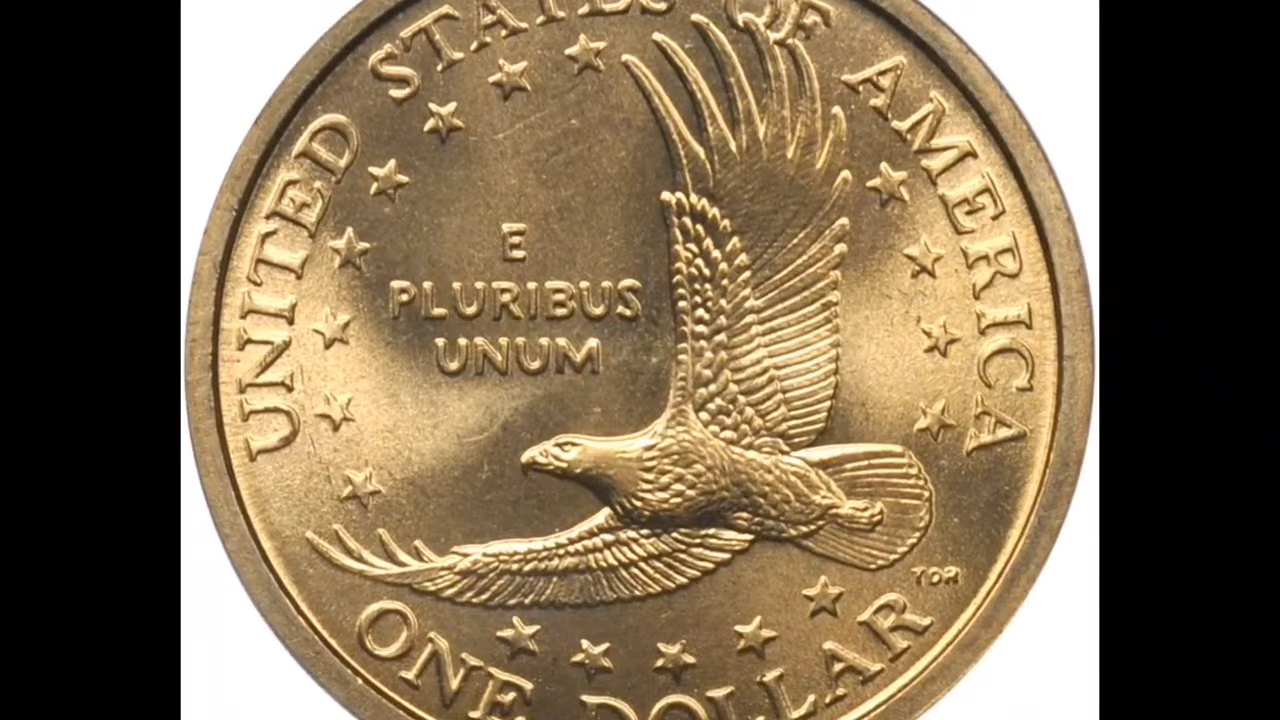 UNITED STATES OF AMERICA
E
PLURIBUS
UNUM
TDR
ONE DOLLAR